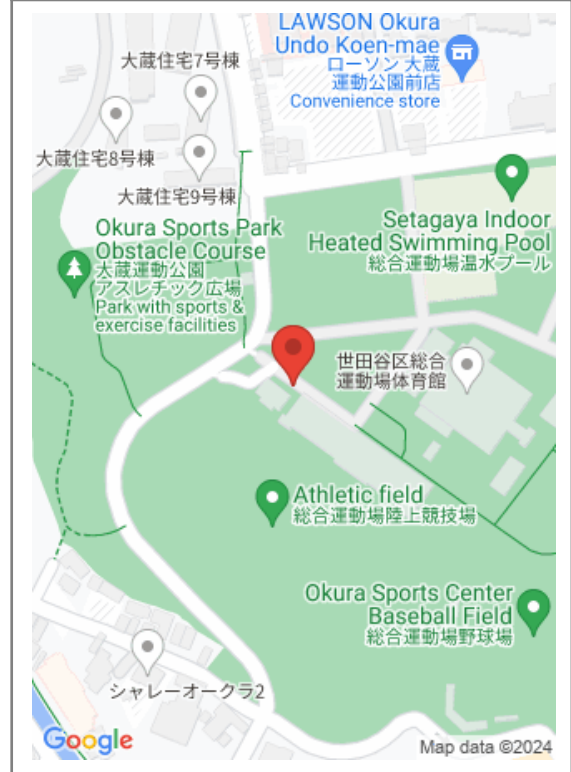 LAWSON Okura
Undo Koen-mae
ローソン 大蔵
運動公園前店
Convenience store
大蔵住宅7号棟
大蔵住宅8号棟
大蔵住宅9号棟
Setagaya Indoor
Heated Swimming Pool
総合運動場温水プール
Okura Sports Park
Obstacle Course
大蔵運動公園
アスレチック広場
Park with sports &
exercise facilities
世田谷区総合
運動場体育館
Athletic field
総合運動場陸上競技場
Okura Sports Center
Baseball Field
総合運動場野球場
シャレーオークラ2
Google
Map data ©2024